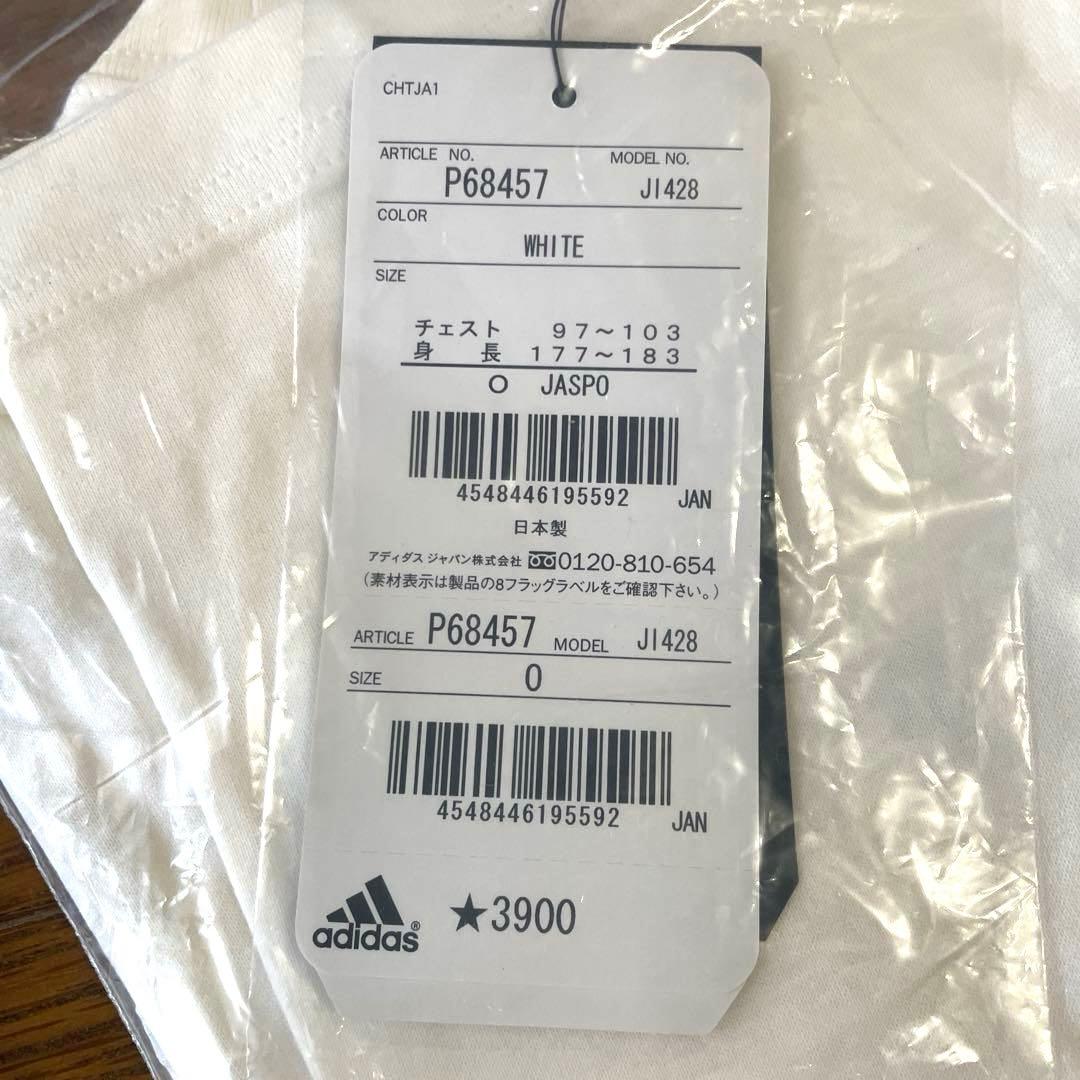 CHTJA1
ARTICLE NO. MODEL NO.
P68457 JI428
COLOR
WHITE
SIZE
チェスト 97～103
身長 177～183
O JASPO
4548446195592 JAN
日本製
アディダス ジャパン株式会社 0120-810-654
(素材表示は製品の8フラッグラベルをご確認下さい。)
ARTICLE P68457 MODEL JI428
SIZE O
4548446195592 JAN
adidas® ★3900